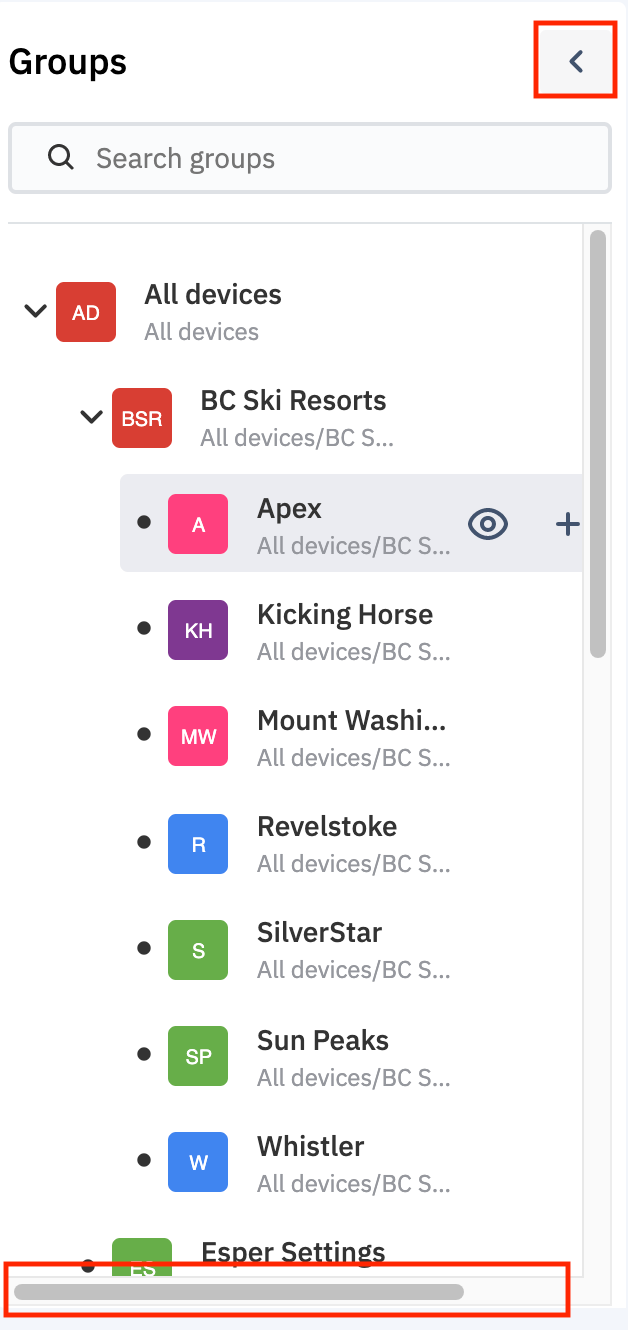 Groups
Search groups
AD
All devices
All devices
BSR
BC Ski Resorts
All devices/BC S...
A
Apex
All devices/BC S...
KH
Kicking Horse
All devices/BC S...
MW
Mount Washi...
All devices/BC S...
R
Revelstoke
All devices/BC S...
S
SilverStar
All devices/BC S...
SP
Sun Peaks
All devices/BC S...
W
Whistler
All devices/BC S...
ES
Esper Settings